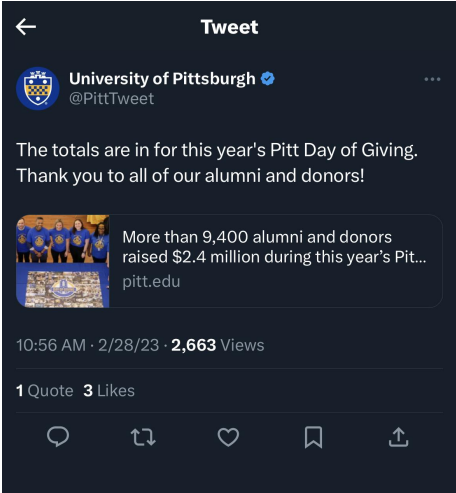 Tweet
University of Pittsburgh
@PittTweet
The totals are in for this year's Pitt Day of Giving.
Thank you to all of our alumni and donors!
More than 9,400 alumni and donors
raised $2.4 million during this year’s Pit...
pitt.edu
10:56 AM · 2/28/23 · 2,663 Views
1 Quote 3 Likes